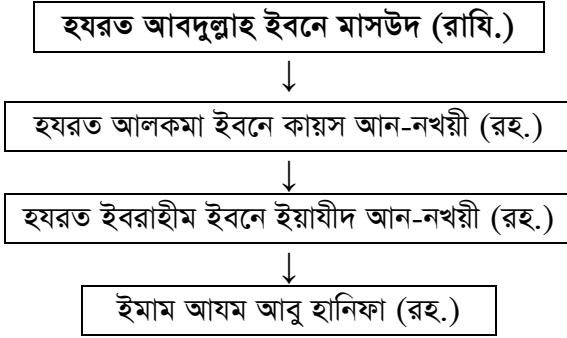 হযরত আবদুল্লাহ ইবনে মাসউদ (রাযি.)
↓
হযরত আলকমা ইবনে কায়স আন-নখয়ী (রহ.)
↓
হযরত ইবরাহীম ইবনে ইয়াযীদ আন-নখয়ী (রহ.)
↓
ইমাম আযম আবু হানিফা (রহ.)